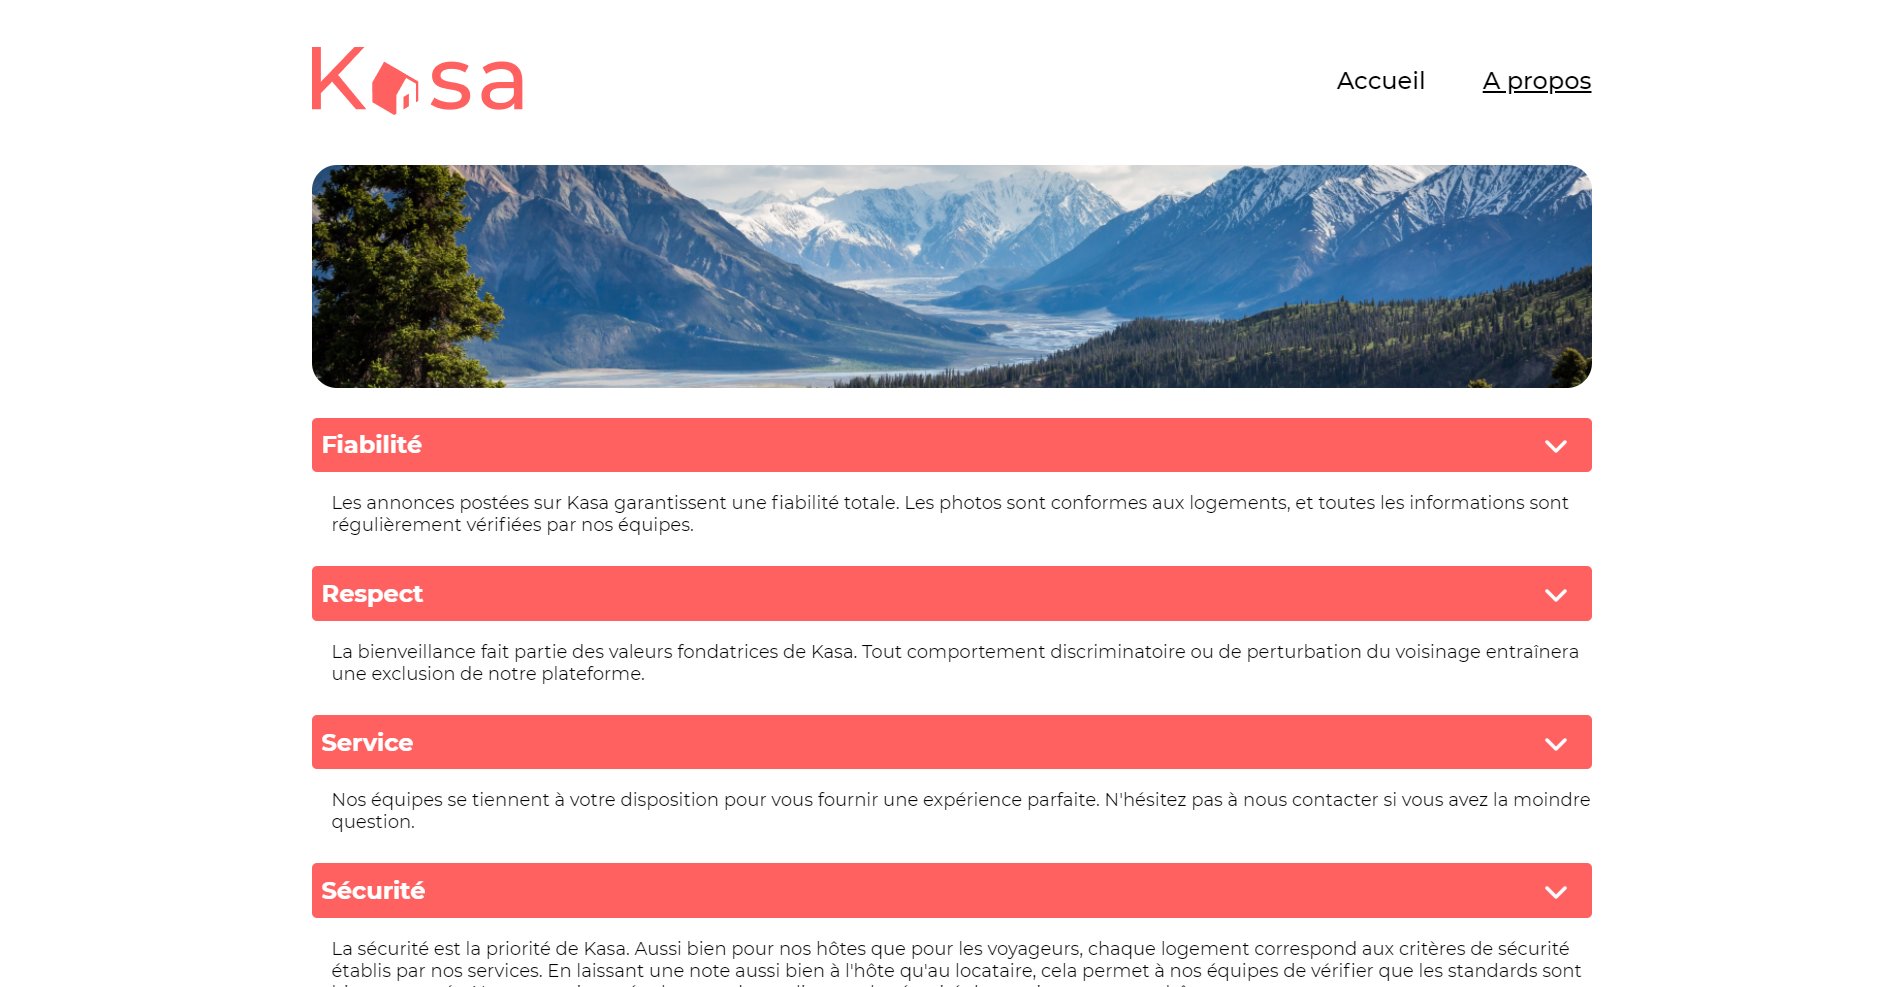 Kasa
Accueil
A propos
Fiabilité
Les annonces postées sur Kasa garantissent une fiabilité totale. Les photos sont conformes aux logements, et toutes les informations sont
régulièrement vérifiées par nos équipes.
Respect
La bienveillance fait partie des valeurs fondatrices de Kasa. Tout comportement discriminatoire ou de perturbation du voisinage entraînera
une exclusion de notre plateforme.
Service
Nos équipes se tiennent à votre disposition pour vous fournir une expérience parfaite. N'hésitez pas à nous contacter si vous avez la moindre
question.
Sécurité
La sécurité est la priorité de Kasa. Aussi bien pour nos hôtes que pour les voyageurs, chaque logement correspond aux critères de sécurité
établis par nos services. En laissant une note aussi bien à l'hôte qu'au locataire, cela permet à nos équipes de vérifier que les standards sont